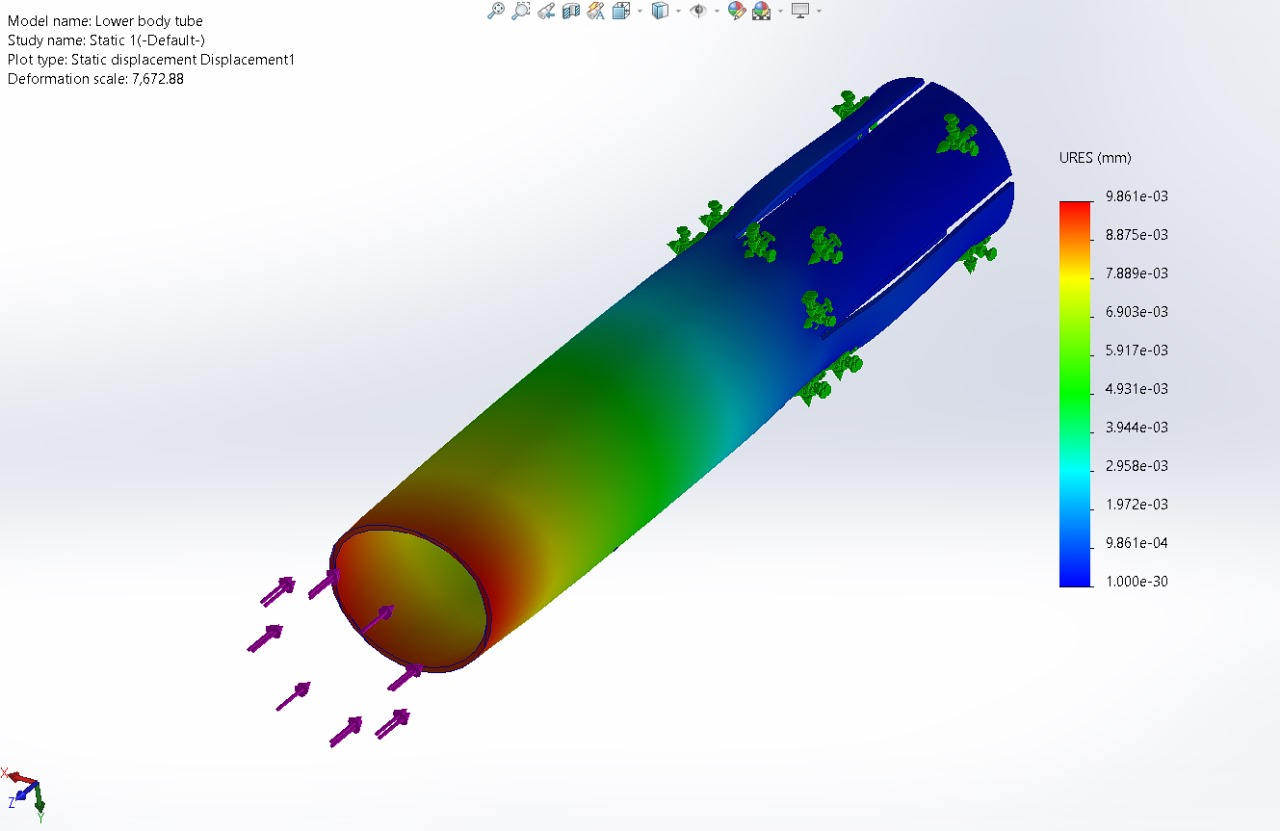 Model name: Lower body tube
Study name: Static 1(-Default-)
Plot type: Static displacement Displacement1
Deformation scale: 7,672.88
URES (mm)
9.861e-03
8.875e-03
7.889e-03
6.903e-03
5.917e-03
4.931e-03
3.944e-03
2.958e-03
1.972e-03
9.861e-04
1.000e-30
X
Z
Y